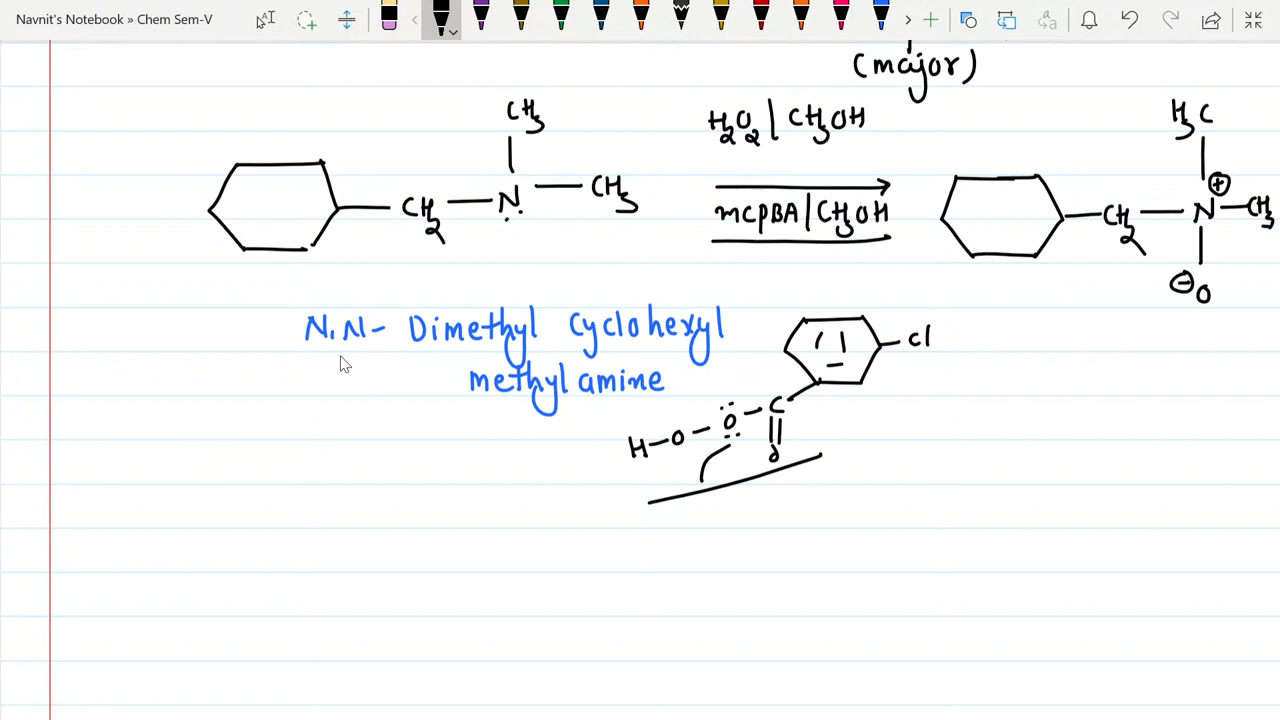 Navnit's Notebook » Chem Sem-V
(major)
CH3
H2O2 | CH3OH
H3C
CH2 — N̤ — CH3
mCPBA | CH3OH
⊕
CH2 — N — CH3
⊖O
N,N- Dimethyl Cyclohexyl
methyl amine
Cl
H-O-O-C
O